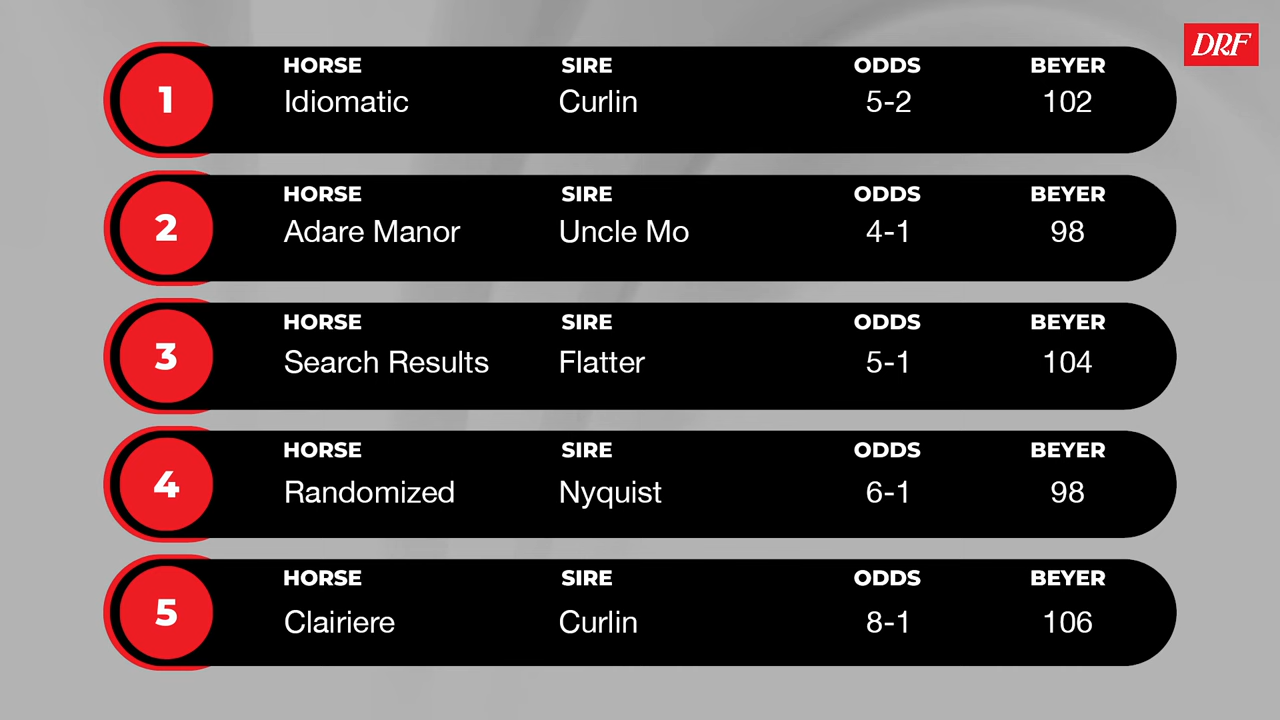 DRF
HORSE SIRE ODDS BEYER
1 Idiomatic Curlin 5-2 102
HORSE SIRE ODDS BEYER
2 Adare Manor Uncle Mo 4-1 98
HORSE SIRE ODDS BEYER
3 Search Results Flatter 5-1 104
HORSE SIRE ODDS BEYER
4 Randomized Nyquist 6-1 98
HORSE SIRE ODDS BEYER
5 Clairiere Curlin 8-1 106